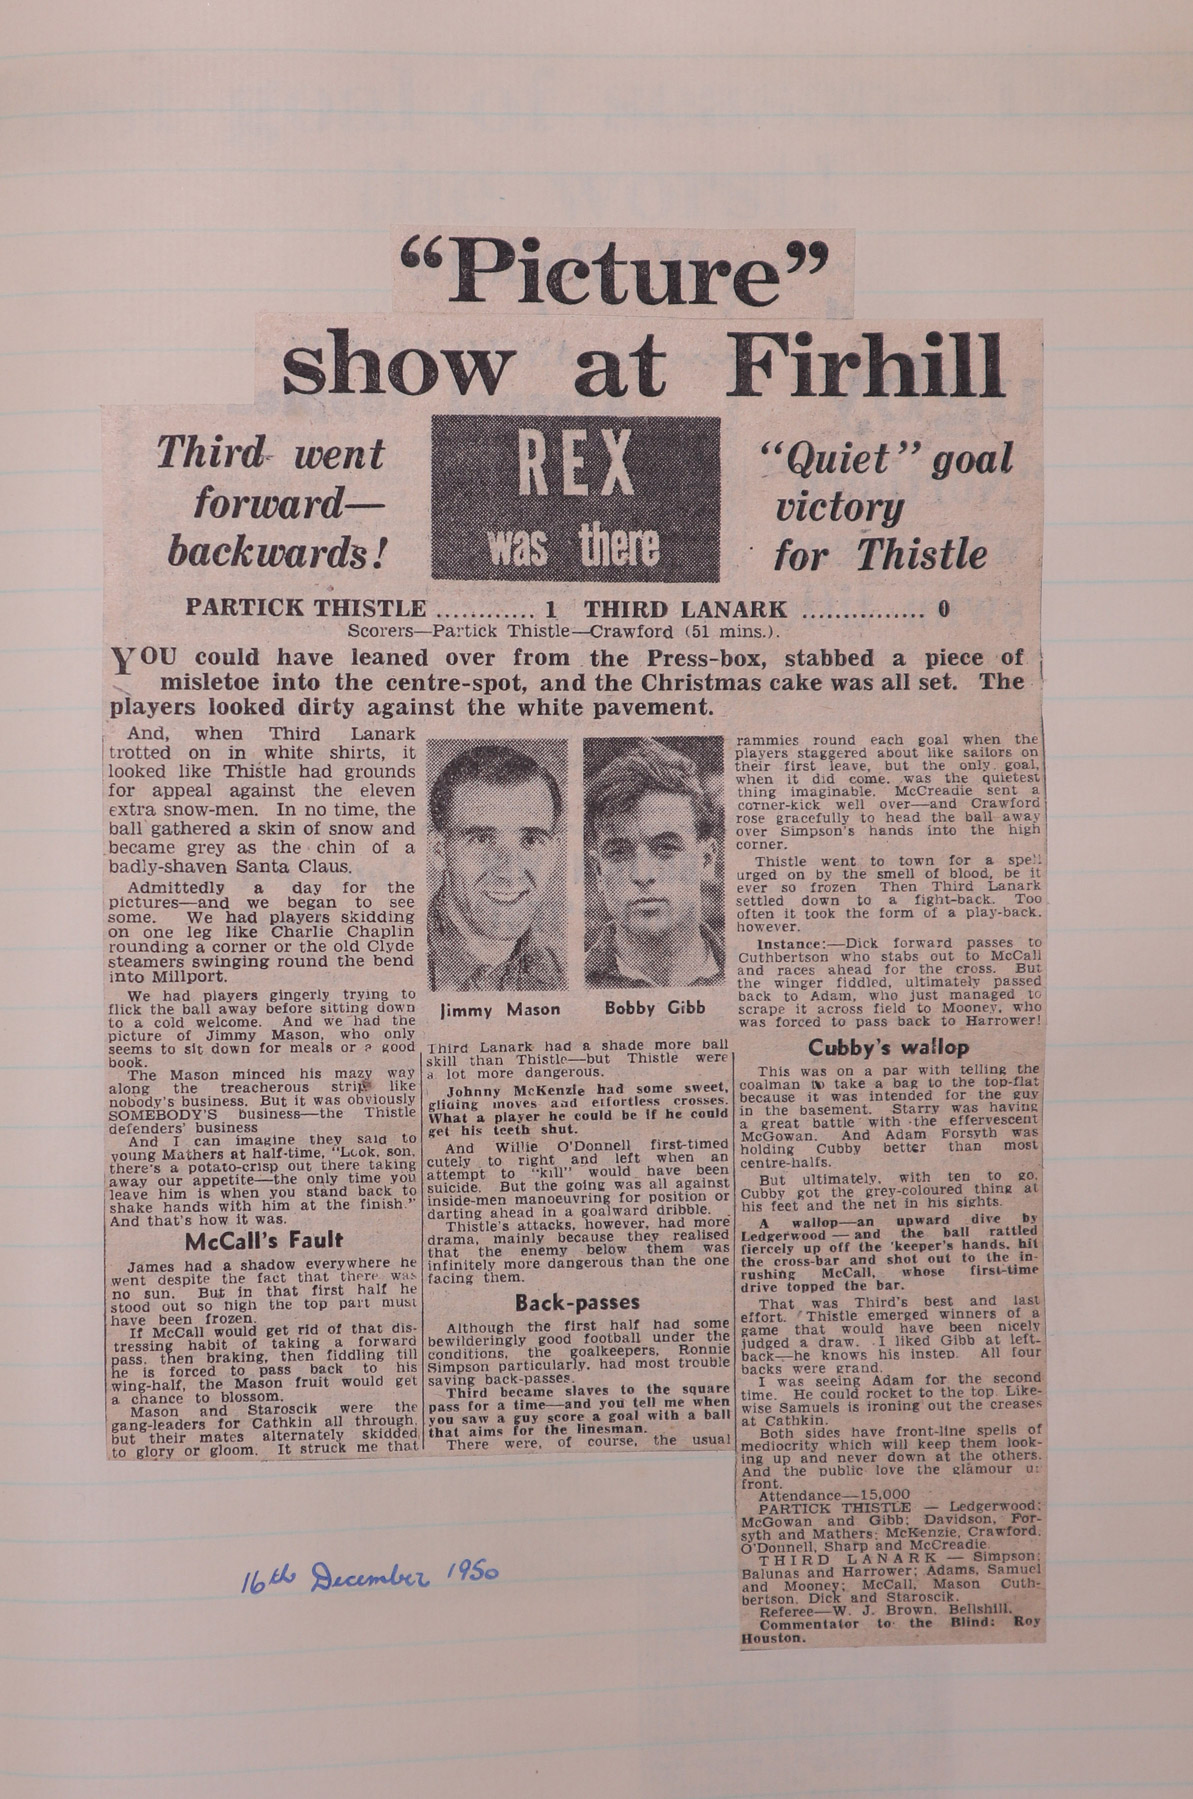 “Picture”
show at Firhill
Third went
forward—
backwards!
REX
was there
“Quiet” goal
victory
for Thistle
PARTICK THISTLE ............ 1 THIRD LANARK ............... 0
Scorers—Partick Thistle—Crawford (51 mins.).
YOU could have leaned over from the Press-box, stabbed a piece of
misletoe into the centre-spot, and the Christmas cake was all set. The
players looked dirty against the white pavement.
And, when Third Lanark
trotted on in white shirts, it
looked like Thistle had grounds
for appeal against the eleven
extra snow-men. In no time, the
ball gathered a skin of snow and
became grey as the chin of a
badly-shaven Santa Claus.
Admittedly a day for the
pictures—and we began to see
some. We had players skidding
on one leg like Charlie Chaplin
rounding a corner or the old Clyde
steamers swinging round the bend
into Millport.
We had players gingerly trying to
flick the ball away before sitting down
to a cold welcome. And we had the
picture of Jimmy Mason, who only
seems to sit down for meals or a good
book.
The Mason minced his mazy way
along the treacherous strip like
nobody's business. But it was obviously
SOMEBODY'S business—the Thistle
defenders' business
And I can imagine they said to
young Mathers at half-time, “Look, son,
there's a potato-crisp out there taking
away our appetite—the only time you
leave him is when you stand back to
shake hands with him at the finish.”
And that's how it was.
McCall's Fault
James had a shadow everywhere he
went despite the fact that there was
no sun. But in that first half he
stood out so high the top part must
have been frozen.
If McCall would get rid of that dis-
tressing habit of taking a forward
pass, then braking, then fiddling till
he is forced to pass back to his
wing-half, the Mason fruit would get
a chance to blossom.
Mason and Staroscik were the
gang-leaders for Cathkin all through,
but their mates alternately skidded
to glory or gloom. It struck me that
Jimmy Mason
Bobby Gibb
Third Lanark had a shade more ball
skill than Thistle—but Thistle were
a lot more dangerous.
Johnny McKenzie had some sweet,
gliding moves and effortless crosses.
What a player he could be if he could
get his teeth shut.
And Willie O'Donnell first-timed
cutely to right and left when an
attempt to “kill” would have been
suicide. But the going was all against
inside-men manoeuvring for position or
darting ahead in a goalward dribble.
Thistle's attacks, however, had more
drama, mainly because they realised
that the enemy below them was
infinitely more dangerous than the one
facing them.
Back-passes
Although the first half had some
bewilderingly good football under the
conditions, the goalkeepers, Ronnie
Simpson particularly, had most trouble
saving back-passes.
Third became slaves to the square
pass for a time—and you tell me when
you saw a guy score a goal with a ball
that aims for the linesman.
There were, of course, the usual
rammies round each goal when the
players staggered about like sailors on
their first leave, but the only goal,
when it did come, was the quietest
thing imaginable. McCreadie sent a
corner-kick well over—and Crawford
rose gracefully to head the ball away
over Simpson's hands into the high
corner.
Thistle went to town for a spell
urged on by the smell of blood, be it
ever so frozen Then Third Lanark
settled down to a fight-back. Too
often it took the form of a play-back,
however.
Instance:—Dick forward passes to
Cuthbertson who stabs out to McCall
and races ahead for the cross. But
the winger fiddled, ultimately passed
back to Adam, who just managed to
scrape it across field to Mooney, who
was forced to pass back to Harrower!
Cubby's wallop
This was on a par with telling the
coalman to take a bag to the top-flat
because it was intended for the guy
in the basement. Starry was having
a great battle with the effervescent
McGowan. And Adam Forsyth was
holding Cubby better than most
centre-halfs.
But ultimately, with ten to go,
Cubby got the grey-coloured thing at
his feet and the net in his sights.
A wallop—an upward dive by
Ledgerwood — and the ball rattled
fiercely up off the 'keeper's hands, hit
the cross-bar and shot out to the in-
rushing McCall, whose first-time
drive topped the bar.
That was Third's best and last
effort. Thistle emerged winners of a
game that would have been nicely
judged a draw. I liked Gibb at left-
back—he knows his instep. All four
backs were grand.
I was seeing Adam for the second
time. He could rocket to the top. Like-
wise Samuels is ironing out the creases
at Cathkin.
Both sides have front-line spells of
mediocrity which will keep them look-
ing up and never down at the others.
And the public love the glamour u
front.
Attendance—15,000
PARTICK THISTLE — Ledgerwood;
McGowan and Gibb; Davidson, For-
syth and Mathers; McKenzie, Crawford,
O'Donnell, Sharp and McCreadie
THIRD LANARK — Simpson;
Balunas and Harrower; Adams, Samuel
and Mooney; McCall, Mason Cuth-
bertson, Dick and Staroscik.
Referee—W. J. Brown, Bellshill.
Commentator to the Blind: Roy
Houston.
16th December 1950